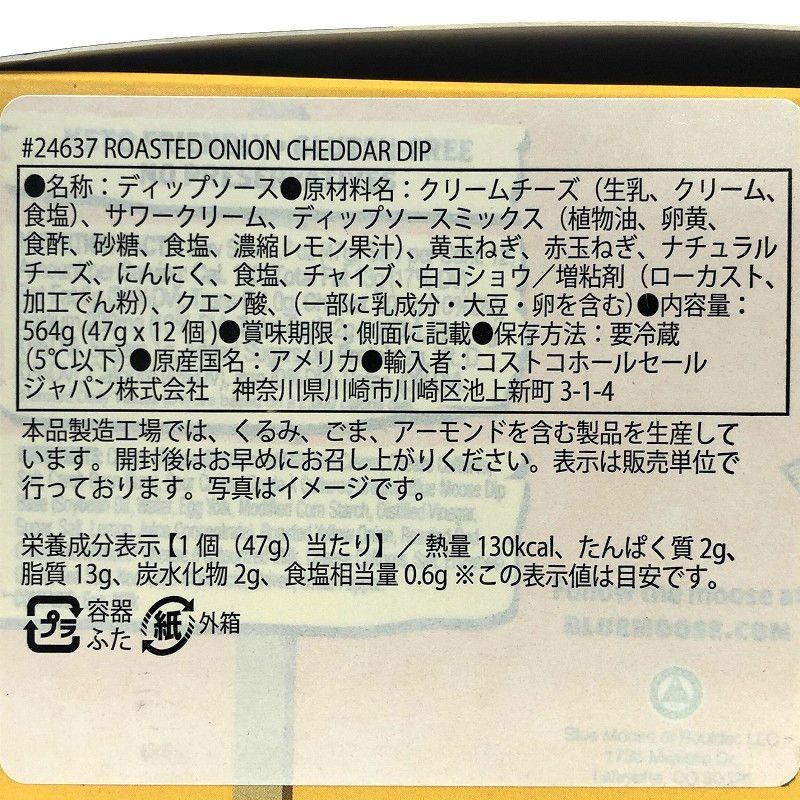 #24637 ROASTED ONION CHEDDAR DIP
●名称：ディップソース●原材料名：クリームチーズ（生乳、クリーム、
食塩）、サワークリーム、ディップソースミックス（植物油、卵黄、
食酢、砂糖、食塩、濃縮レモン果汁）、黄玉ねぎ、赤玉ねぎ、ナチュラル
チーズ、にんにく、食塩、チャイブ、白コショウ／増粘剤（ローカスト、
加工でん粉）、クエン酸、（一部に乳成分・大豆・卵を含む）●内容量：
564g (47g x 12個)●賞味期限：側面に記載●保存方法：要冷蔵
(5℃以下)●原産国名：アメリカ●輸入者：コストコホールセール
ジャパン株式会社　神奈川県川崎市川崎区池上新町 3-1-4
本品製造工場では、くるみ、ごま、アーモンドを含む製品を生産して
います。開封後はお早めにお召し上がりください。表示は販売単位で
行っております。写真はイメージです。
栄養成分表示【1個（47g）当たり】／熱量 130kcal、たんぱく質 2g、
脂質 13g、炭水化物 2g、食塩相当量 0.6g ※この表示値は目安です。
プラ 容器 ふた 紙 外箱
BLUEMOOSE.COM